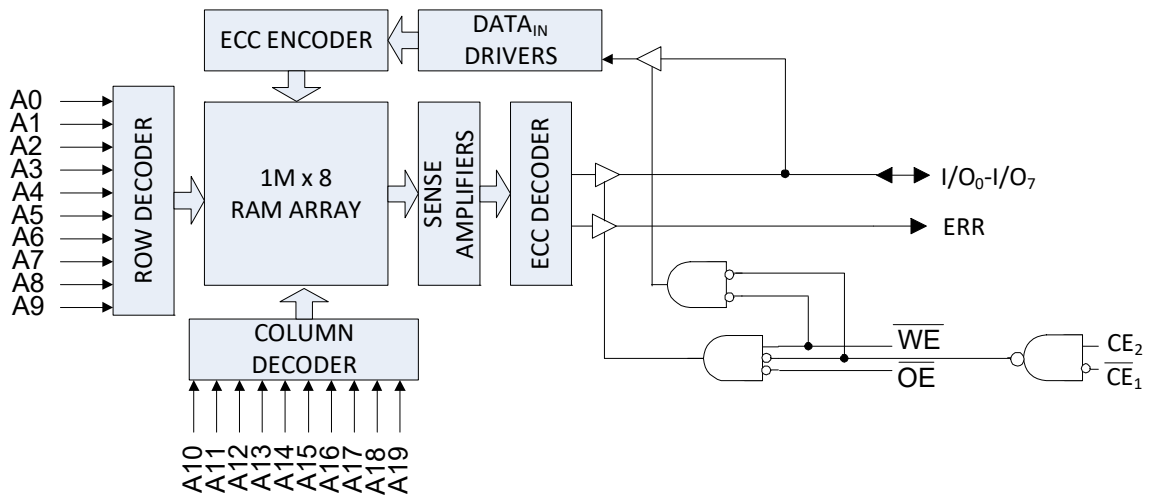 ECC ENCODER
DATAIN
DRIVERS
A0
A1
A2
A3
A4
A5
A6
A7
A8
A9
ROW DECODER
1M x 8
RAM ARRAY
SENSE
AMPLIFIERS
ECC DECODER
I/O0-I/O7
ERR
COLUMN
DECODER
WE
OE
CE2
CE1
A10
A11
A12
A13
A14
A15
A16
A17
A18
A19